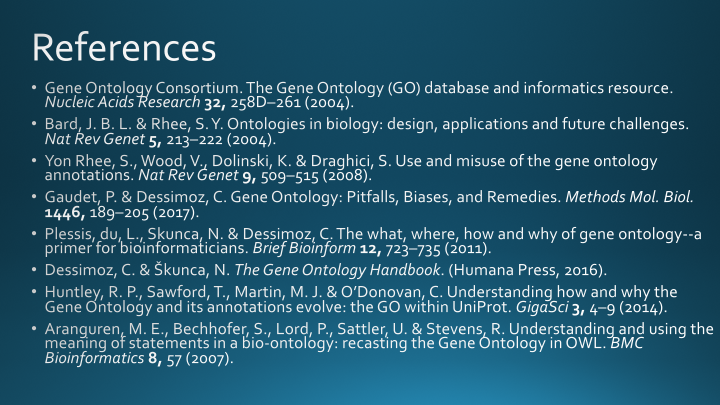 References
• Gene Ontology Consortium. The Gene Ontology (GO) database and informatics resource.
Nucleic Acids Research 32, 258D–261 (2004).
• Bard, J. B. L. & Rhee, S. Y. Ontologies in biology: design, applications and future challenges.
Nat Rev Genet 5, 213–222 (2004).
• Yon Rhee, S., Wood, V., Dolinski, K. & Draghici, S. Use and misuse of the gene ontology
annotations. Nat Rev Genet 9, 509–515 (2008).
• Gaudet, P. & Dessimoz, C. Gene Ontology: Pitfalls, Biases, and Remedies. Methods Mol. Biol.
1446, 189–205 (2017).
• Plessis, du, L., Skunca, N. & Dessimoz, C. The what, where, how and why of gene ontology--a
primer for bioinformaticians. Brief Bioinform 12, 723–735 (2011).
• Dessimoz, C. & Škunca, N. The Gene Ontology Handbook. (Humana Press, 2016).
• Huntley, R. P., Sawford, T., Martin, M. J. & O’Donovan, C. Understanding how and why the
Gene Ontology and its annotations evolve: the GO within UniProt. GigaSci 3, 4–9 (2014).
• Aranguren, M. E., Bechhofer, S., Lord, P., Sattler, U. & Stevens, R. Understanding and using the
meaning of statements in a bio-ontology: recasting the Gene Ontology in OWL. BMC
Bioinformatics 8, 57 (2007).